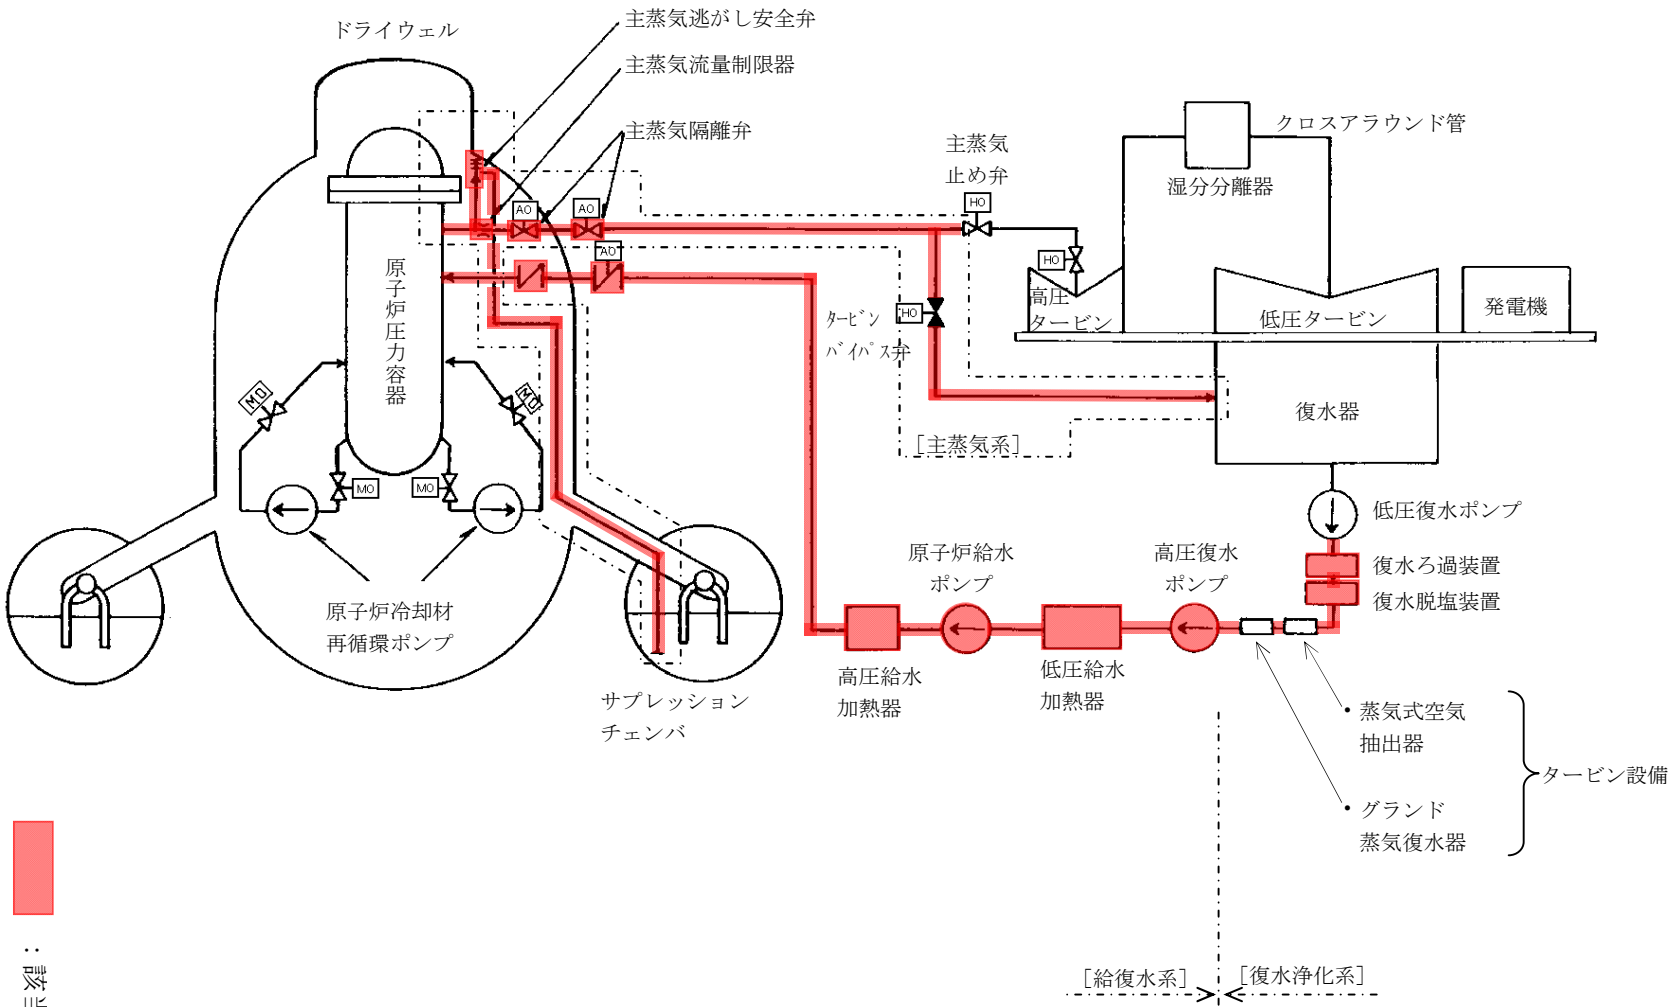 ドライウェル
主蒸気逃がし安全弁
主蒸気流量制限器
主蒸気隔離弁
主蒸気
止め弁
クロスアラウンド管
湿分分離器
AO
AO
HO
AO
HO
HO
原子炉圧力容器
高圧
タービン
低圧タービン
発電機
タービン
バイパス弁
復水器
[主蒸気系]
MO
MO
MO
MO
低圧復水ポンプ
原子炉給水
ポンプ
高圧復水
ポンプ
復水ろ過装置
復水脱塩装置
原子炉冷却材
再循環ポンプ
高圧給水
加熱器
低圧給水
加熱器
サプレッション
チェンバ
・蒸気式空気
抽出器
タービン設備
・グランド
蒸気復水器
[給復水系]
[復水浄化系]
：該